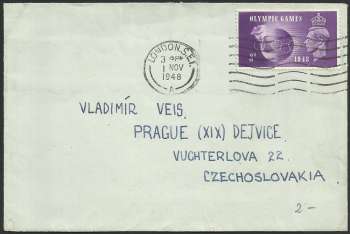 OLYMPIC GAMES
1948
LONDON. S.E.1.
3 PM
1 NOV
1948
A
VLADIMÍR VEIS.
PRAGUE (XIX) DEJVICE.
VUCHTERLOVA 22.
CZECHOSLOVAKIA
2-